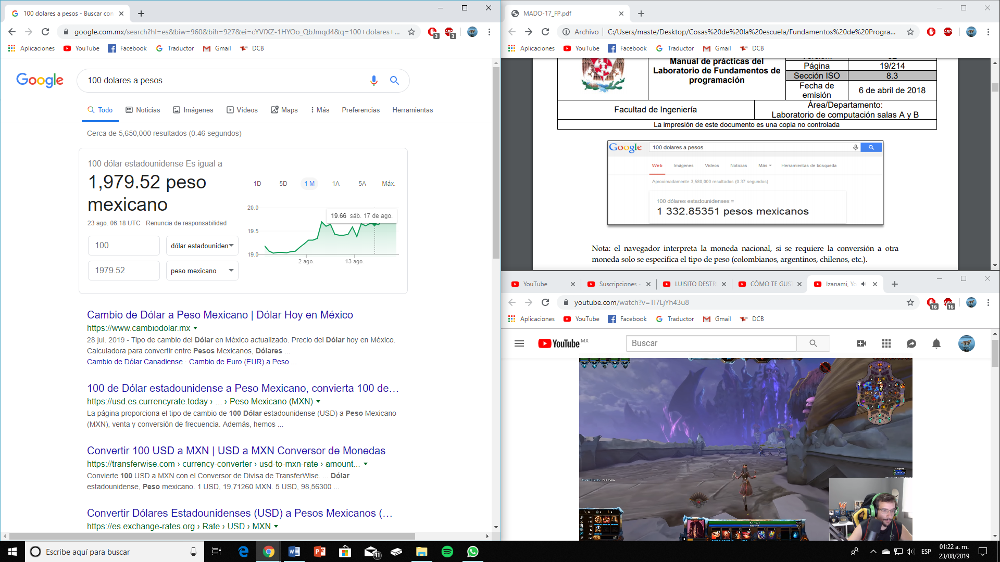 100 dolares a pesos - Buscar con
google.com.mx/search?hl=es&biw=960&bih=927&ei=cYVfXZ-1HYOo_QbJmqd4&q=100+dolares+...
3
ABP
3
Aplicaciones
YouTube
Facebook
Traductor
Gmail
DCB
Google
100 dolares a pesos
Todo
Noticias
Imágenes
Vídeos
Maps
Más
Preferencias
Herramientas
Cerca de 5,650,000 resultados (0.46 segundos)
100 dólar estadounidense Es igual a
1,979.52 peso
mexicano
23 ago. 06:18 UTC · Renuncia de responsabilidad
100
dólar estadouniden
1979.52
peso mexicano
1D 5D 1 M 1A 5A Máx.
20.0
19.66 sáb. 17 de ago.
19.5
19.0
2 ago. 13 ago.
Cambio de Dólar a Peso Mexicano | Dólar Hoy en México
https://www.cambiodolar.mx
28 jul. 2019 - Tipo de cambio del Dólar en México actualizado. Precio del Dólar hoy en México.
Calculadora para convertir entre Pesos Mexicanos, Dólares ...
Cambio de Dólar Canadiense · Cambio de Euro (EUR) a Peso ...
100 de Dólar estadounidense a Peso Mexicano, convierta 100 de…
https://usd.es.currencyrate.today › ... › Peso Mexicano (MXN)
La página proporciona el tipo de cambio de 100 Dólar estadounidense (USD) a Peso Mexicano
(MXN), venta y conversión de frecuencia. Además, hemos ...
Convertir 100 USD a MXN | USD a MXN Conversor de Monedas
https://transferwise.com › currency-converter › usd-to-mxn-rate › amount...
Convierte 100 USD a MXN con el Conversor de Divisa de TransferWise. ... Dólar
estadounidense, Peso mexicano. 1 USD, 19,71260 MXN. 5 USD, 98,56300 ...
Convertir Dólares Estadounidenses (USD) a Pesos Mexicanos (…
https://es.exchange-rates.org › Rate › USD › MXN
MADO-17_FP.pdf
Archivo
C:/Users/maste/Desktop/Cosas%20de%20la%20escuela/Fundamentos%20de%20Progra...
ABP
Aplicaciones
YouTube
Facebook
Traductor
Gmail
DCB
Manual de prácticas del
Laboratorio de Fundamentos de
programación
Página 19/214
Sección ISO 8.3
Fecha de
emisión
6 de abril de 2018
Facultad de Ingeniería
Área/Departamento:
Laboratorio de computación salas A y B
La impresión de este documento es una copia no controlada
Google
100 dolares a pesos
Web Imágenes Vídeos Noticias Más Herramientas de búsqueda
Aproximadamente 3,580,000 resultados (0.37 segundos)
100 dólares estadounidenses =
1 332.85351 pesos mexicanos
Nota: el navegador interpreta la moneda nacional, si se requiere la conversión a otra
moneda solo se especifica el tipo de peso (colombianos, argentinos, chilenos, etc.).
YouTube
Suscripciones -
LUISITO DESTR
CÓMO TE GUS
Izanami, Yo
youtube.com/watch?v=Tl7LjYh43u8
16
ABP
16
Aplicaciones
YouTube
Facebook
Traductor
Gmail
DCB
YouTube MX
Buscar
671
Escribe aquí para buscar
11
ESP
01:22 a. m.
23/08/2019